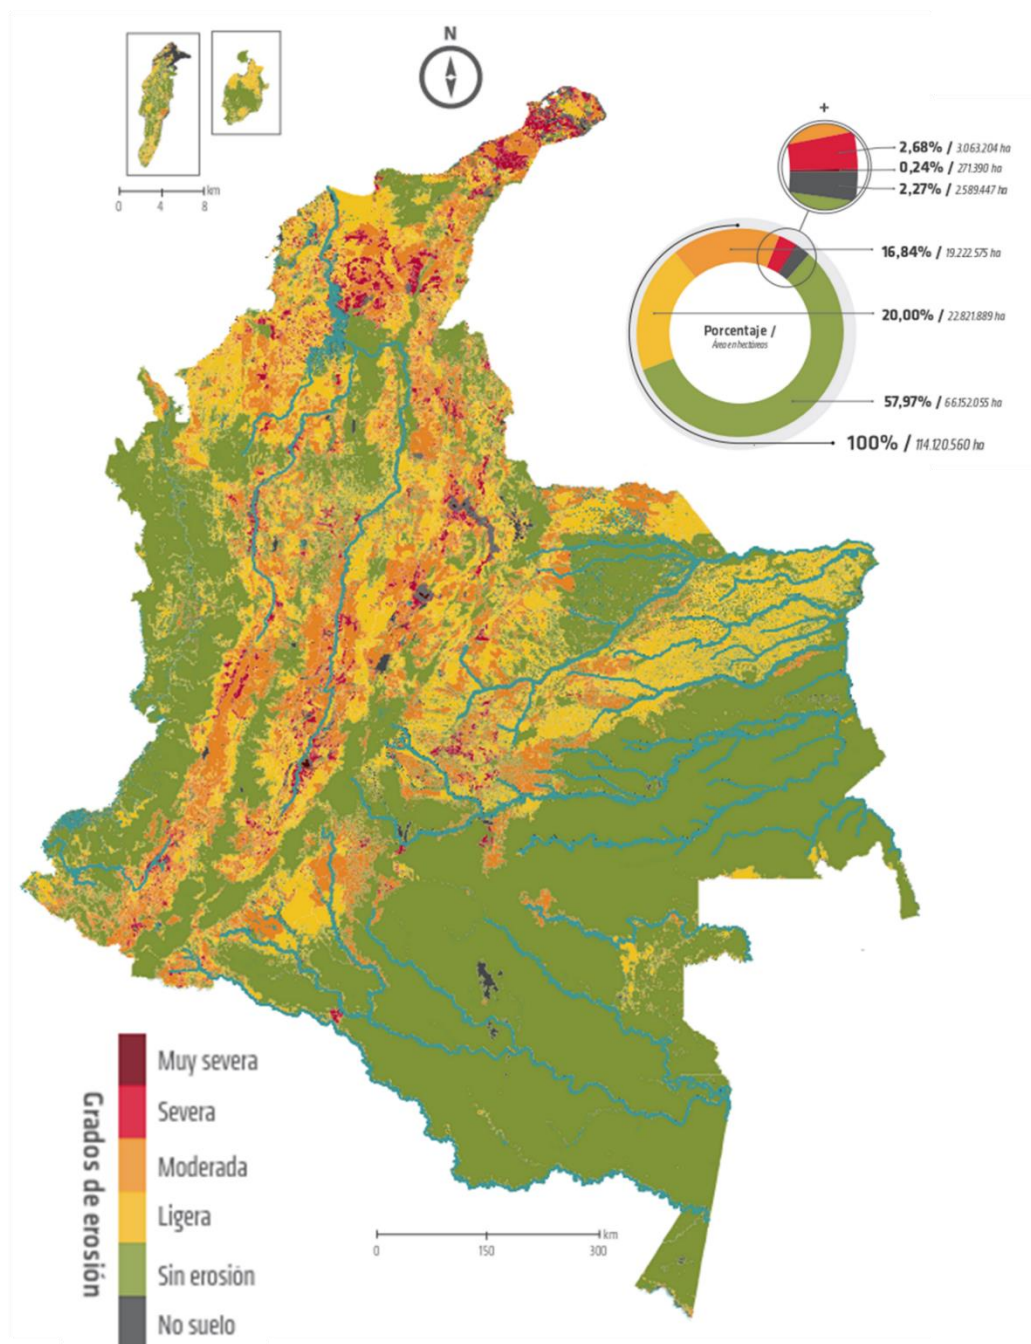 N
km
0 4 8
+
2,68% / 3.063.204 ha
0,24% / 271.390 ha
2,27% / 2.589.447 ha
16,84% / 19.222.575 ha
20,00% / 22.821.889 ha
Porcentaje /
Área en hectáreas
57,97% / 66.152.055 ha
100% / 114.120.560 ha
Grados de erosión
Muy severa
Severa
Moderada
Ligera
Sin erosión
No suelo
km
0 150 300